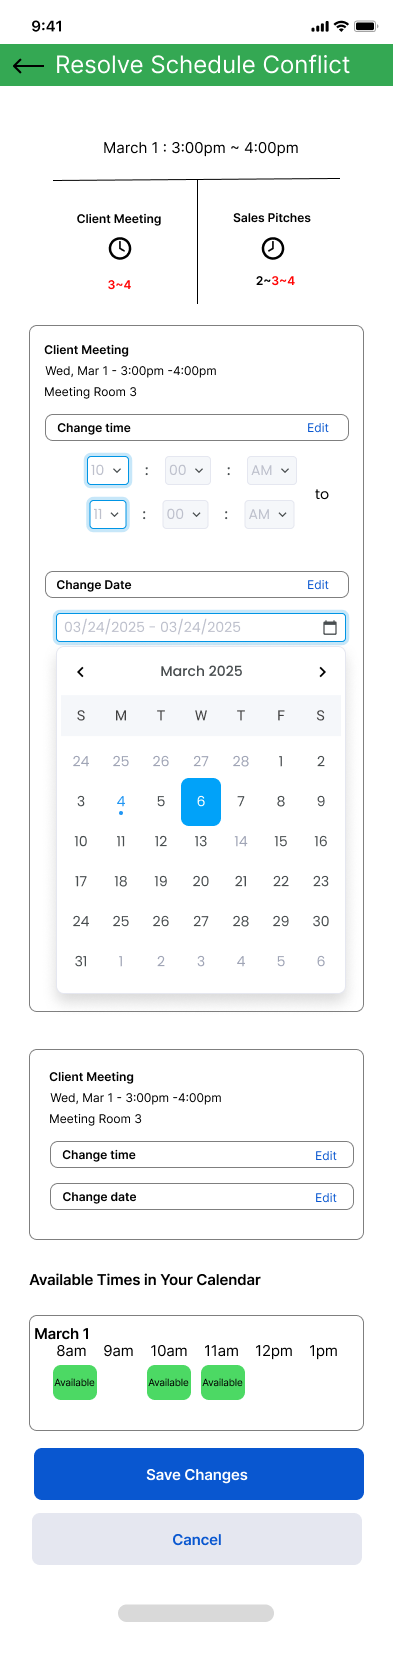 9:41
Resolve Schedule Conflict
March 1 : 3:00pm ~ 4:00pm
Client Meeting
3~4
Sales Pitches
2~3~4
Client Meeting
Wed, Mar 1 - 3:00pm -4:00pm
Meeting Room 3
Change time Edit
10 : 00 : AM
to
11 : 00 : AM
Change Date Edit
03/24/2025 - 03/24/2025
March 2025
S M T W T F S
24 25 26 27 28 1 2
3 4 5 6 7 8 9
10 11 12 13 14 15 16
17 18 19 20 21 22 23
24 25 26 27 28 29 30
31 1 2 3 4 5 6
Client Meeting
Wed, Mar 1 - 3:00pm -4:00pm
Meeting Room 3
Change time Edit
Change date Edit
Available Times in Your Calendar
March 1
8am 9am 10am 11am 12pm 1pm
Available Available Available
Save Changes
Cancel